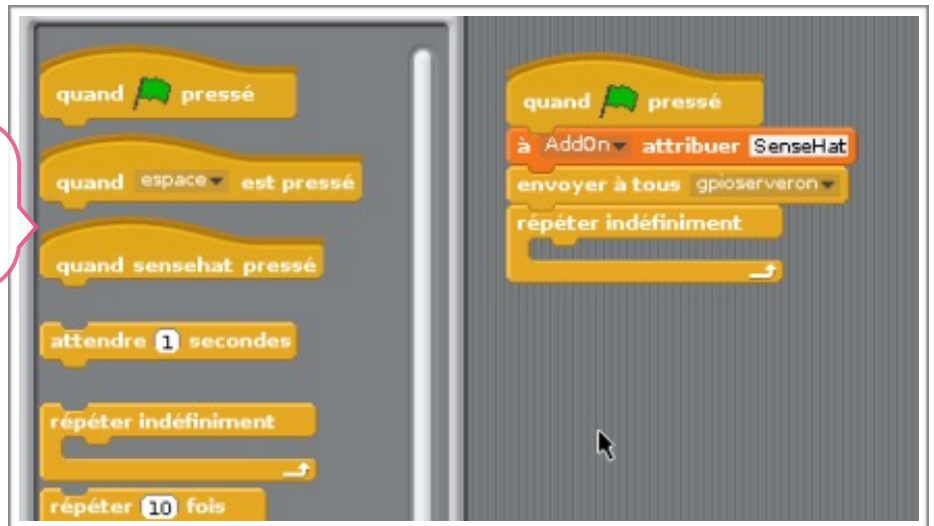 quand pressé
quand espace est pressé
quand sensehat pressé
attendre 1 secondes
répéter indéfiniment
répéter 10 fois
quand pressé
à AddOn attribuer SenseHat
envoyer à tous gpioserveron
répéter indéfiniment